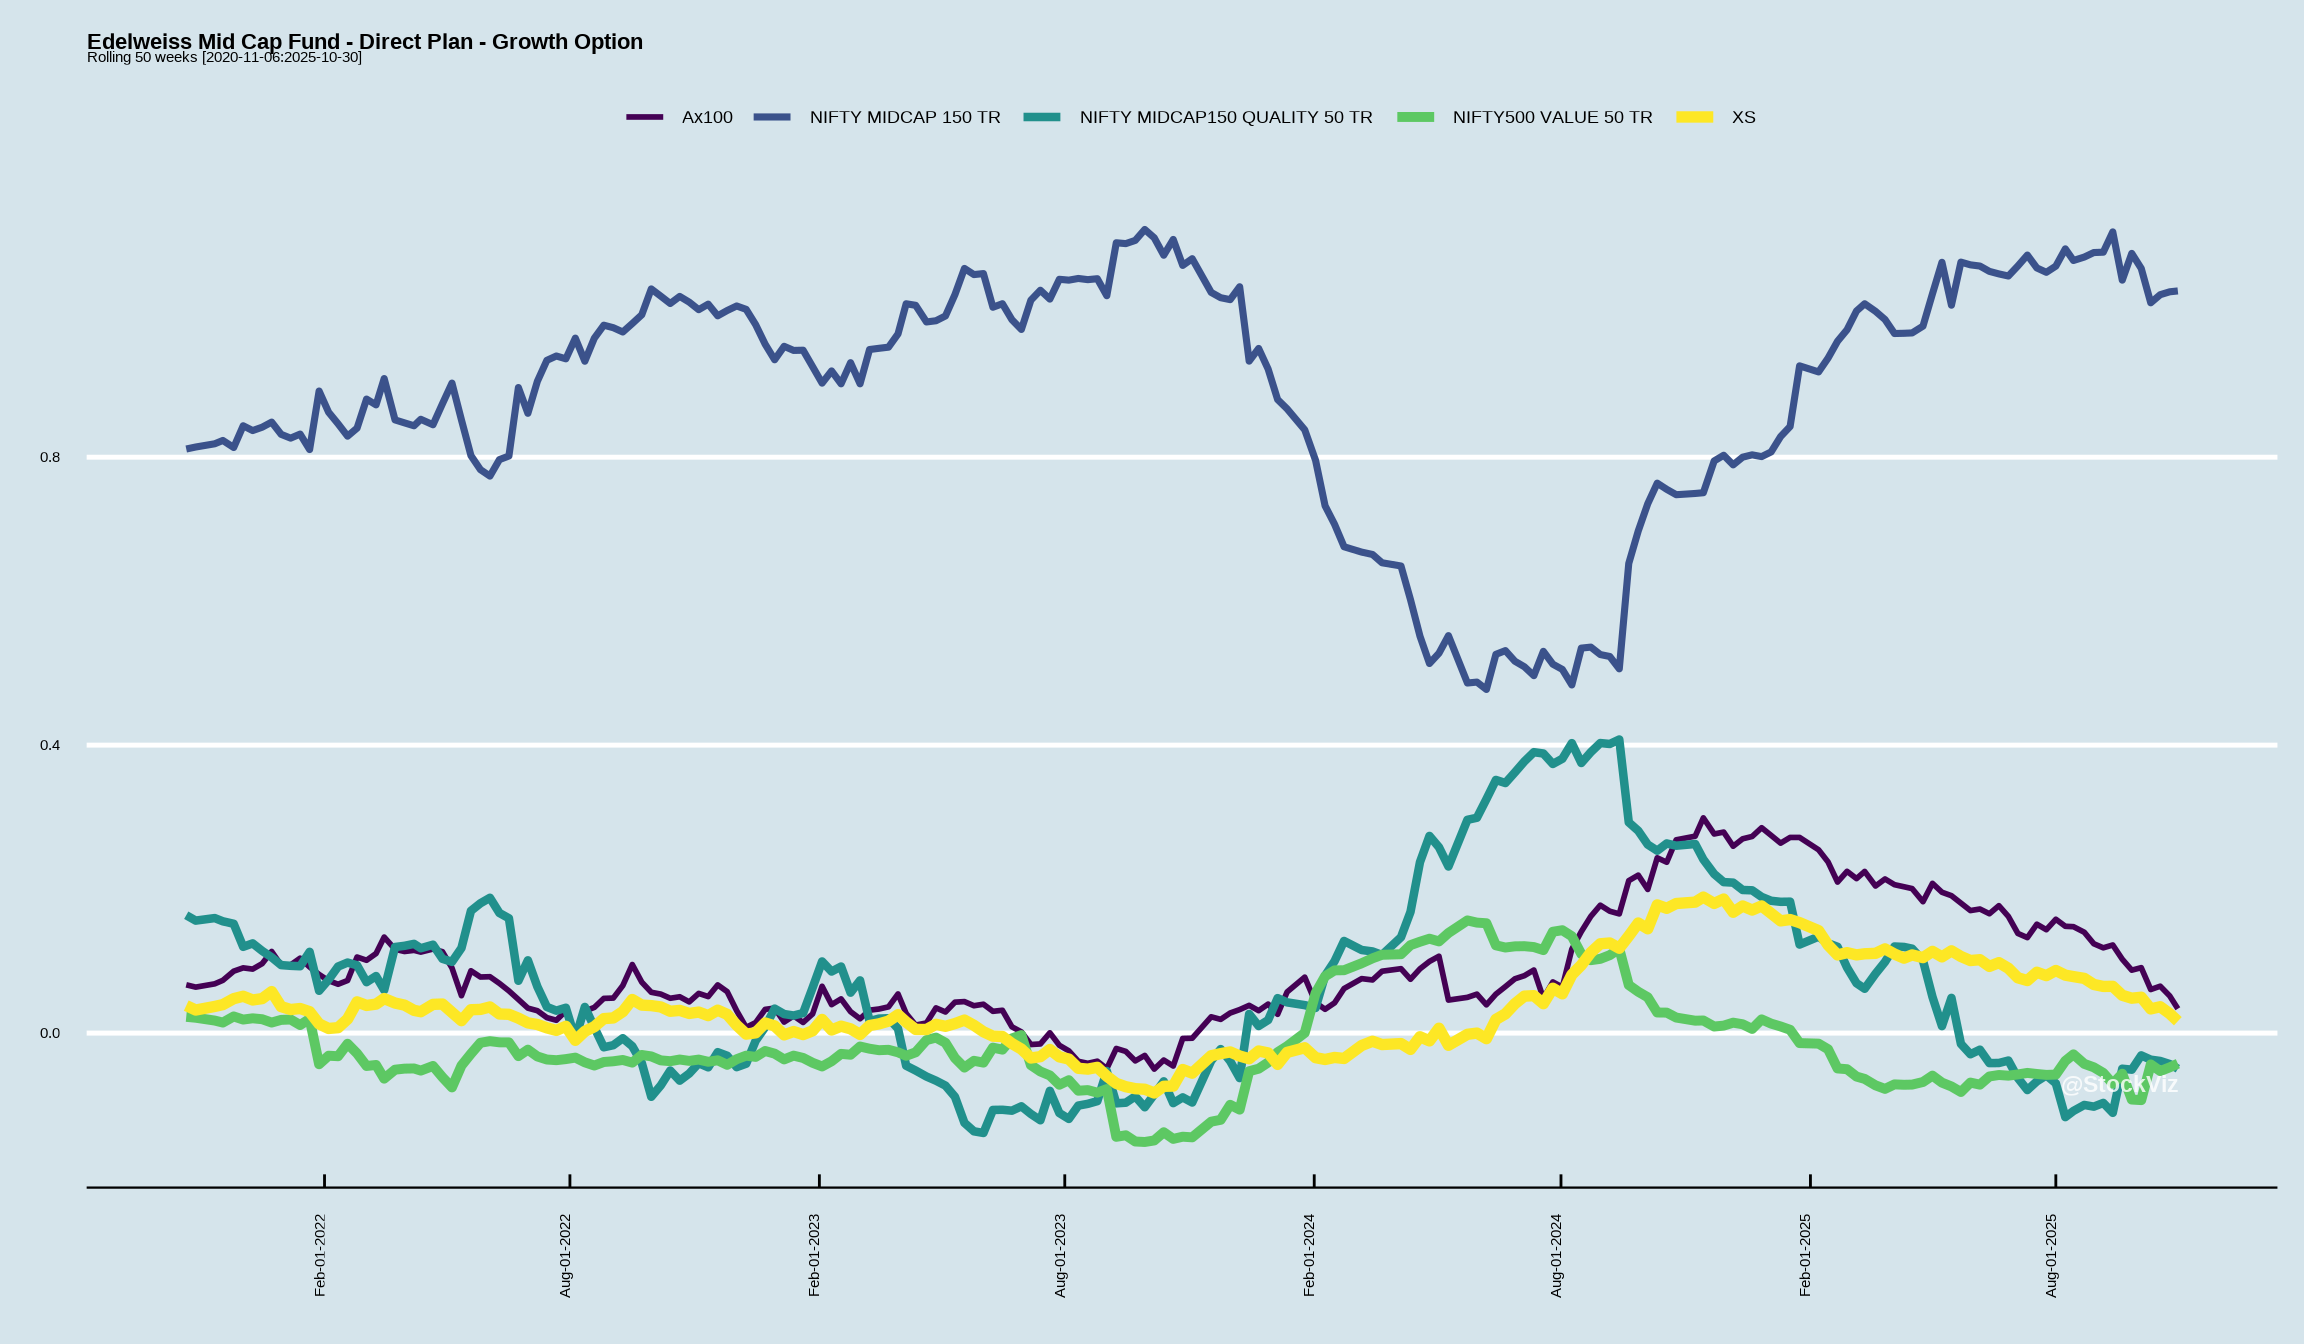 Edelweiss Mid Cap Fund - Direct Plan - Growth Option
Rolling 50 weeks [2020-11-06:2025-10-30]
Ax100 NIFTY MIDCAP 150 TR NIFTY MIDCAP150 QUALITY 50 TR NIFTY500 VALUE 50 TR XS
0.8
0.4
0.0
@StockViz
Feb-01-2022 Aug-01-2022 Feb-01-2023 Aug-01-2023 Feb-01-2024 Aug-01-2024 Feb-01-2025 Aug-01-2025